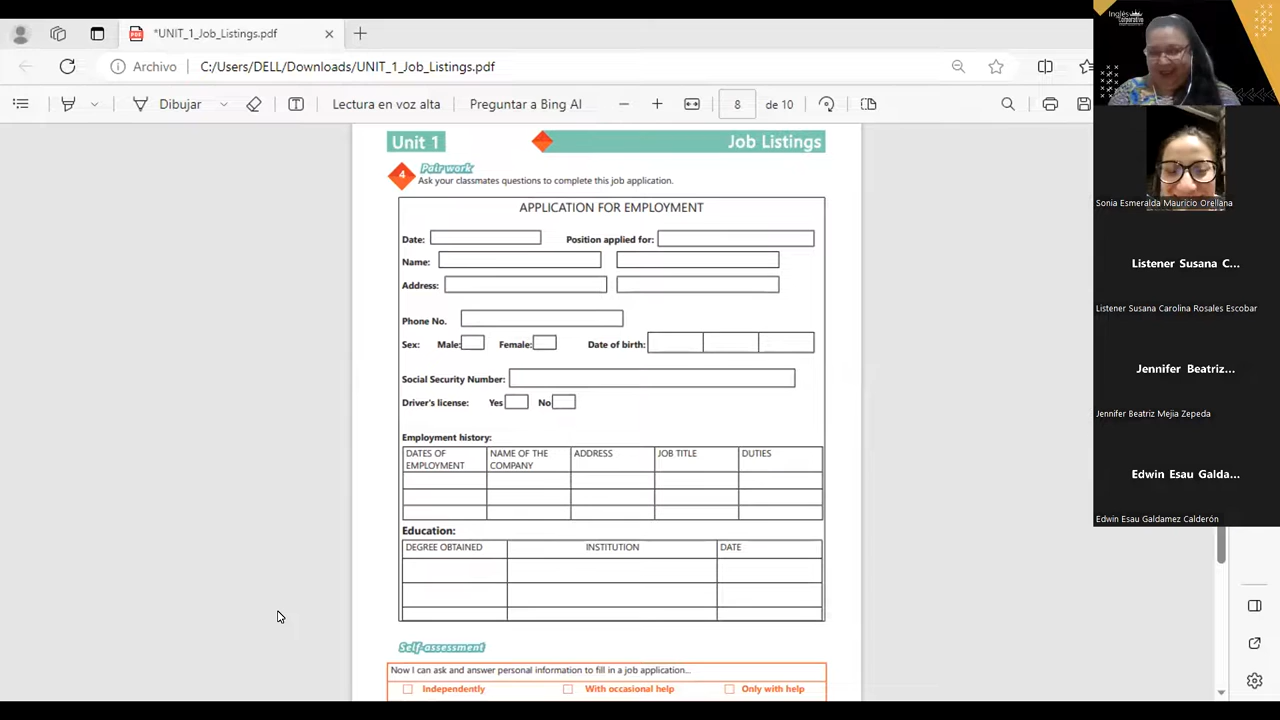 *UNIT_1_Job_Listings.pdf
Archivo
C:/Users/DELL/Downloads/UNIT_1_Job_Listings.pdf
Dibujar
Lectura en voz alta
Preguntar a Bing AI
8
de 10
Unit 1
Job Listings
4
Pair work
Ask your classmates questions to complete this job application.
APPLICATION FOR EMPLOYMENT
Date:
Position applied for:
Name:
Address:
Phone No.
Sex: Male: Female: Date of birth:
Social Security Number:
Driver's license: Yes No
Employment history:
DATES OF EMPLOYMENT
NAME OF THE COMPANY
ADDRESS
JOB TITLE
DUTIES
Education:
DEGREE OBTAINED
INSTITUTION
DATE
Self-assessment
Now I can ask and answer personal information to fill in a job application...
Independently
With occasional help
Only with help
Inglés
Corporativo
Sonia Esmeralda Mauricio Orellana
Listener Susana C...
Listener Susana Carolina Rosales Escobar
Jennifer Beatriz...
Jennifer Beatriz Mejia Zepeda
Edwin Esau Galda...
Edwin Esau Galdamez Calderón